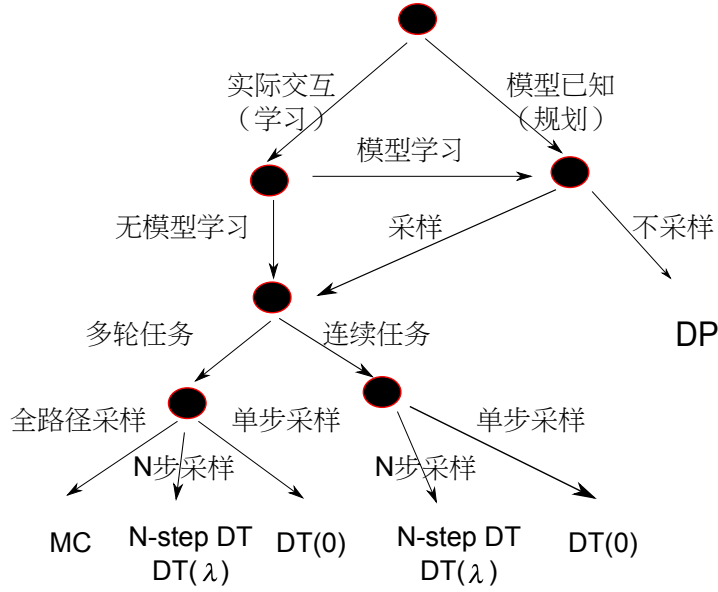 实际交互
（学习）
模型已知
（规划）
模型学习
无模型学习
采样
不采样
DP
多轮任务
连续任务
全路径采样
单步采样
单步采样
N步采样
N步采样
MC
N-step DT
DT(λ)
DT(0)
N-step DT
DT(λ)
DT(0)